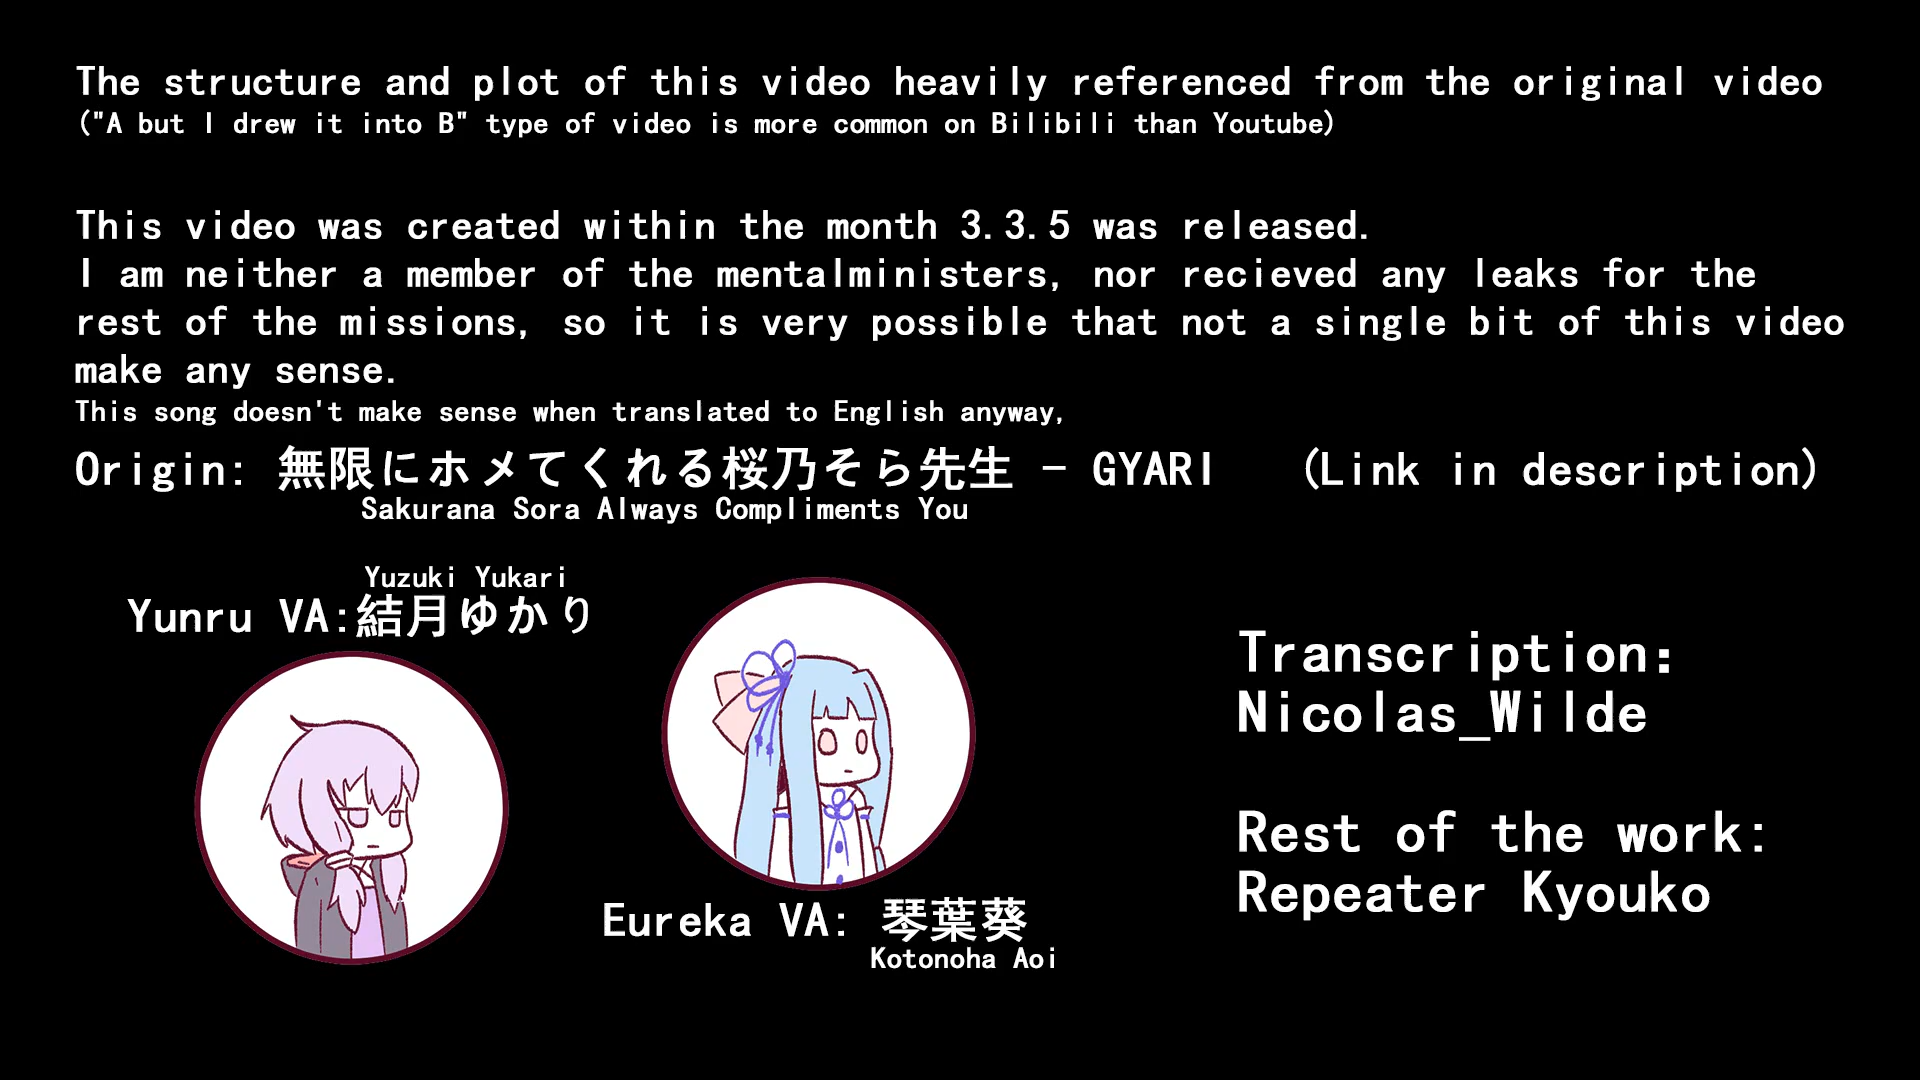 The structure and plot of this video heavily referenced from the original video
("A but I drew it into B" type of video is more common on Bilibili than Youtube)
This video was created within the month 3.3.5 was released.
I am neither a member of the mentalministers, nor recieved any leaks for the
rest of the missions, so it is very possible that not a single bit of this video
make any sense.
This song doesn't make sense when translated to English anyway,
Origin: 無限にホメてくれる桜乃そら先生 - GYARI (Link in description)
Sakurana Sora Always Compliments You
Yuzuki Yukari
Yunru VA:結月ゆかり
Eureka VA: 琴葉葵
Kotonoha Aoi
Transcription:
Nicolas_Wilde
Rest of the work:
Repeater Kyouko